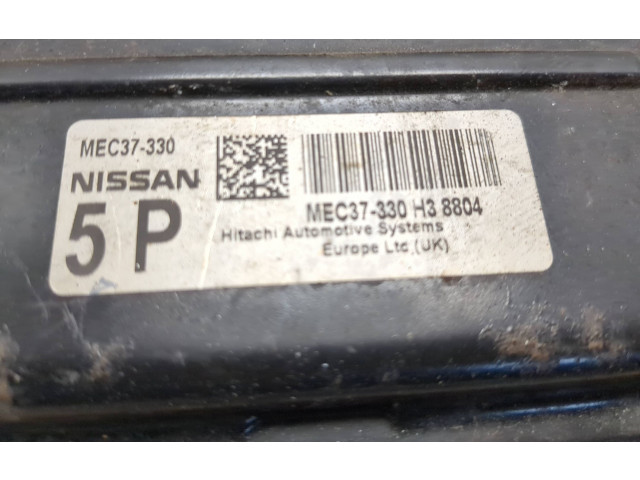 MEC37-330
NISSAN
5 P
MEC37-330 H3 8804
Hitachi Automotive Systems
Europe Ltd.(UK)